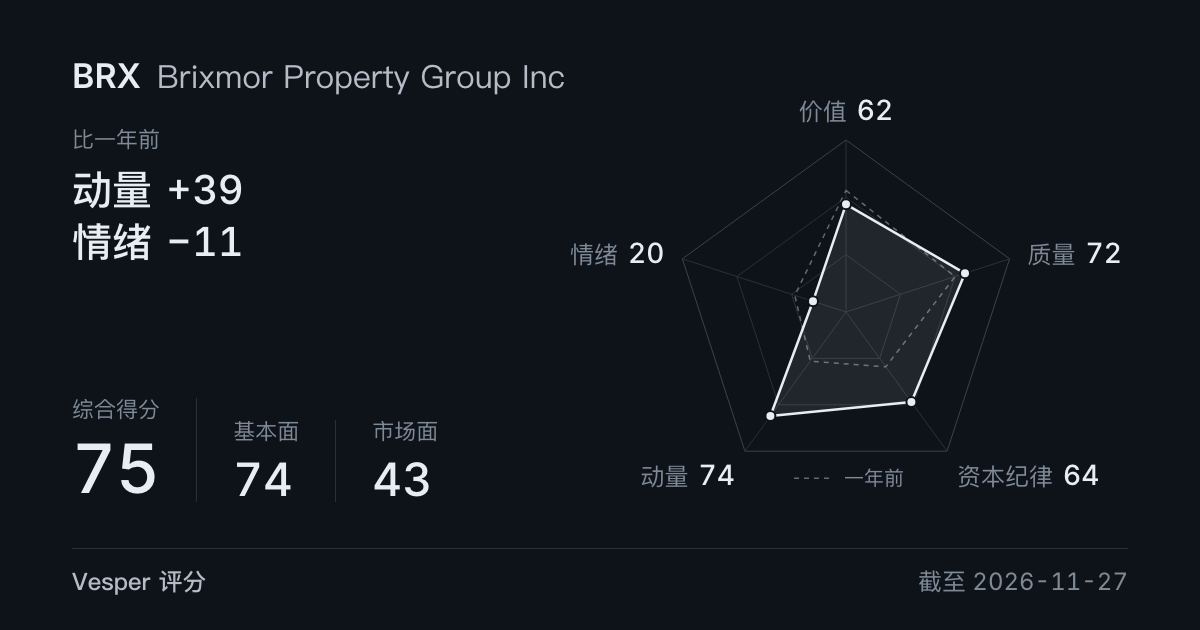 BRX Brixmor Property Group Inc
比一年前
动量 +39
情绪 −11
价值 62
情绪 20
质量 72
动量 74
---- 一年前
资本纪律 64
综合得分
75
基本面
74
市场面
43
Vesper 评分
截至 2026-11-27